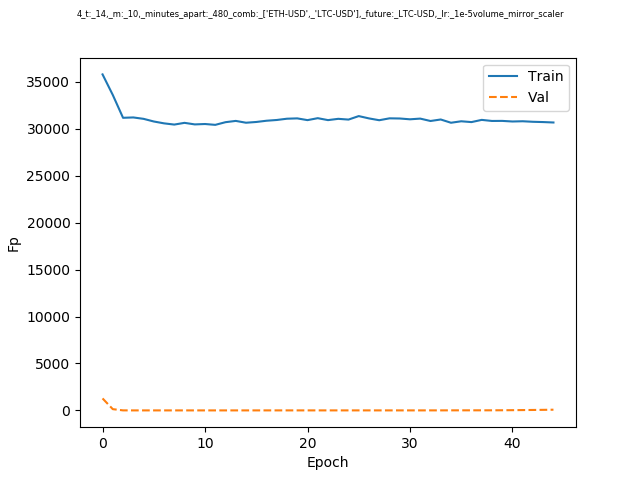 4_t:_14,_m:_10,_minutes_apart:_480_comb:_['ETH-USD',_'LTC-USD'],_future:_LTC-USD,_lr:_1e-5volume_mirror_scaler
Train
Val
35000
30000
25000
20000
15000
10000
5000
0
Fp
0 10 20 30 40
Epoch